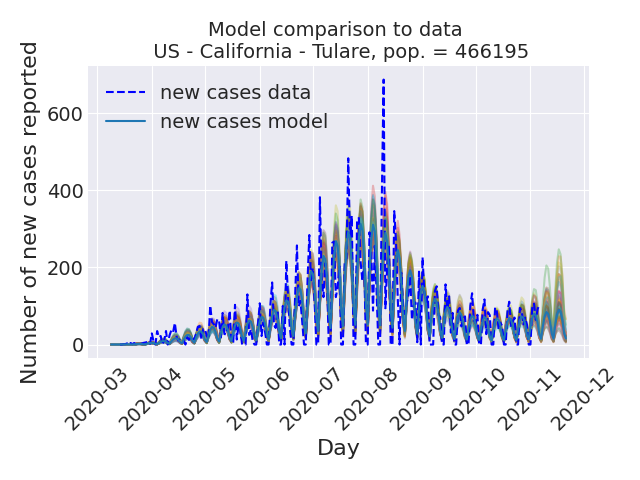 Model comparison to data
US - California - Tulare, pop. = 466195
Number of new cases reported
600
400
200
0
new cases data
new cases model
2020-03
2020-04
2020-05
2020-06
2020-07
2020-08
2020-09
2020-10
2020-11
2020-12
Day